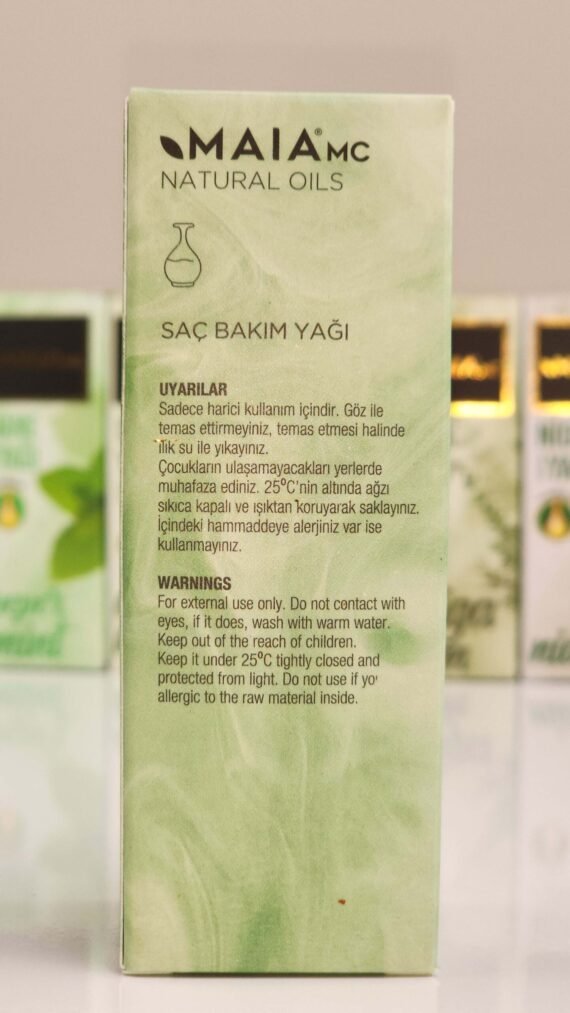 MAIA® MC
NATURAL OILS
SAÇ BAKIM YAĞI
UYARILAR
Sadece harici kullanım içindir. Göz ile
temas ettirmeyiniz, temas etmesi halinde
ılık su ile yıkayınız.
Çocukların ulaşamayacakları yerlerde
muhafaza ediniz. 25ºC'nin altında ağzı
sıkıca kapalı ve ışıktan koruyarak saklayınız.
İçindeki hammaddeye alerjiniz var ise
kullanmayınız.
WARNINGS
For external use only. Do not contact with
eyes, if it does, wash with warm water.
Keep out of the reach of children.
Keep it under 25ºC tightly closed and
protected from light. Do not use if yo
allergic to the raw material inside.